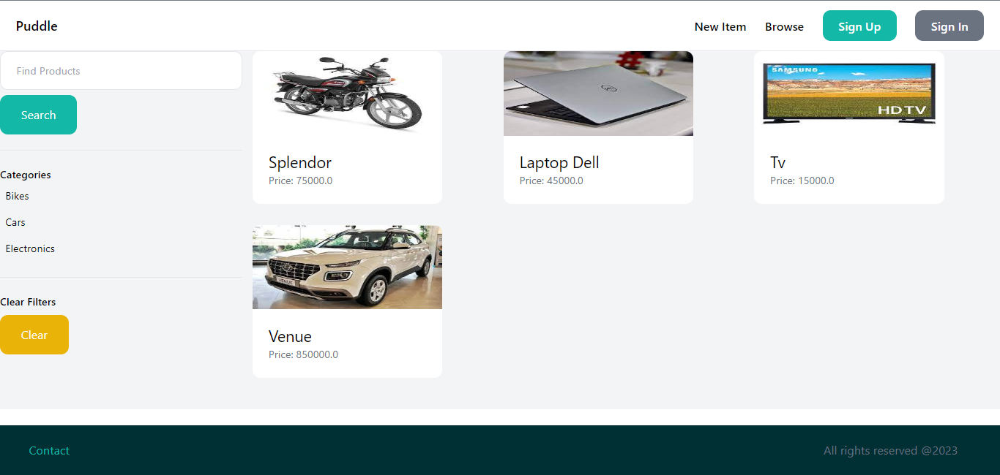 Puddle
New Item
Browse
Sign Up
Sign In
Find Products
Search
Categories
Bikes
Cars
Electronics
Clear Filters
Clear
Splendor
Price: 75000.0
Laptop Dell
Price: 45000.0
SAMSUNG
HD TV
Tv
Price: 15000.0
VENUE
Venue
Price: 850000.0
Contact
All rights reserved @2023